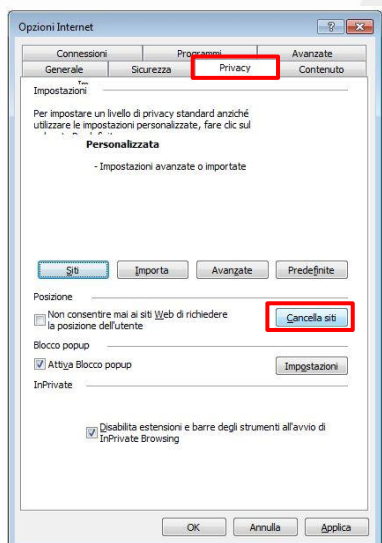 Opzioni Internet
Connessioni Programmi Avanzate
Generale Sicurezza Privacy Contenuto
Impostazioni
Per impostare un livello di privacy standard anziché
utilizzare le impostazioni personalizzate, fare clic sul
Personalizzata
- Impostazioni avanzate o importate
Siti Importa Avanzate Predefinite
Posizione
Non consentire mai ai siti Web di richiedere
la posizione dell'utente
Cancella siti
Blocco popup
Attiva Blocco popup
Impostazioni
InPrivate
Disabilita estensioni e barre degli strumenti all'avvio di
InPrivate Browsing
OK Annulla Applica